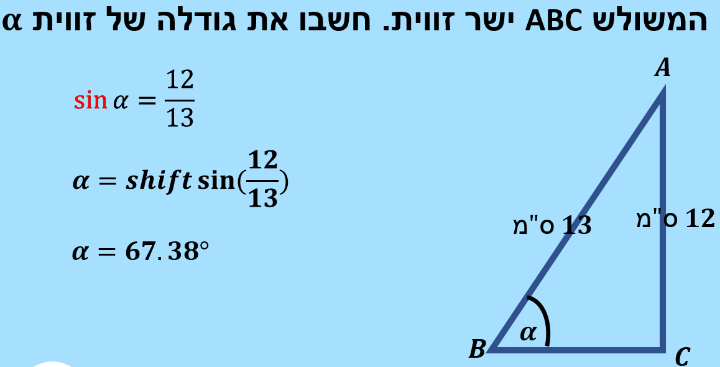 המשולש ABC ישר זווית. חשבו את גודלה של זווית α
sin α = 12/13
α = shift sin(12/13)
α = 67.38°
A
13 ס"מ
12 ס"מ
α
B
C